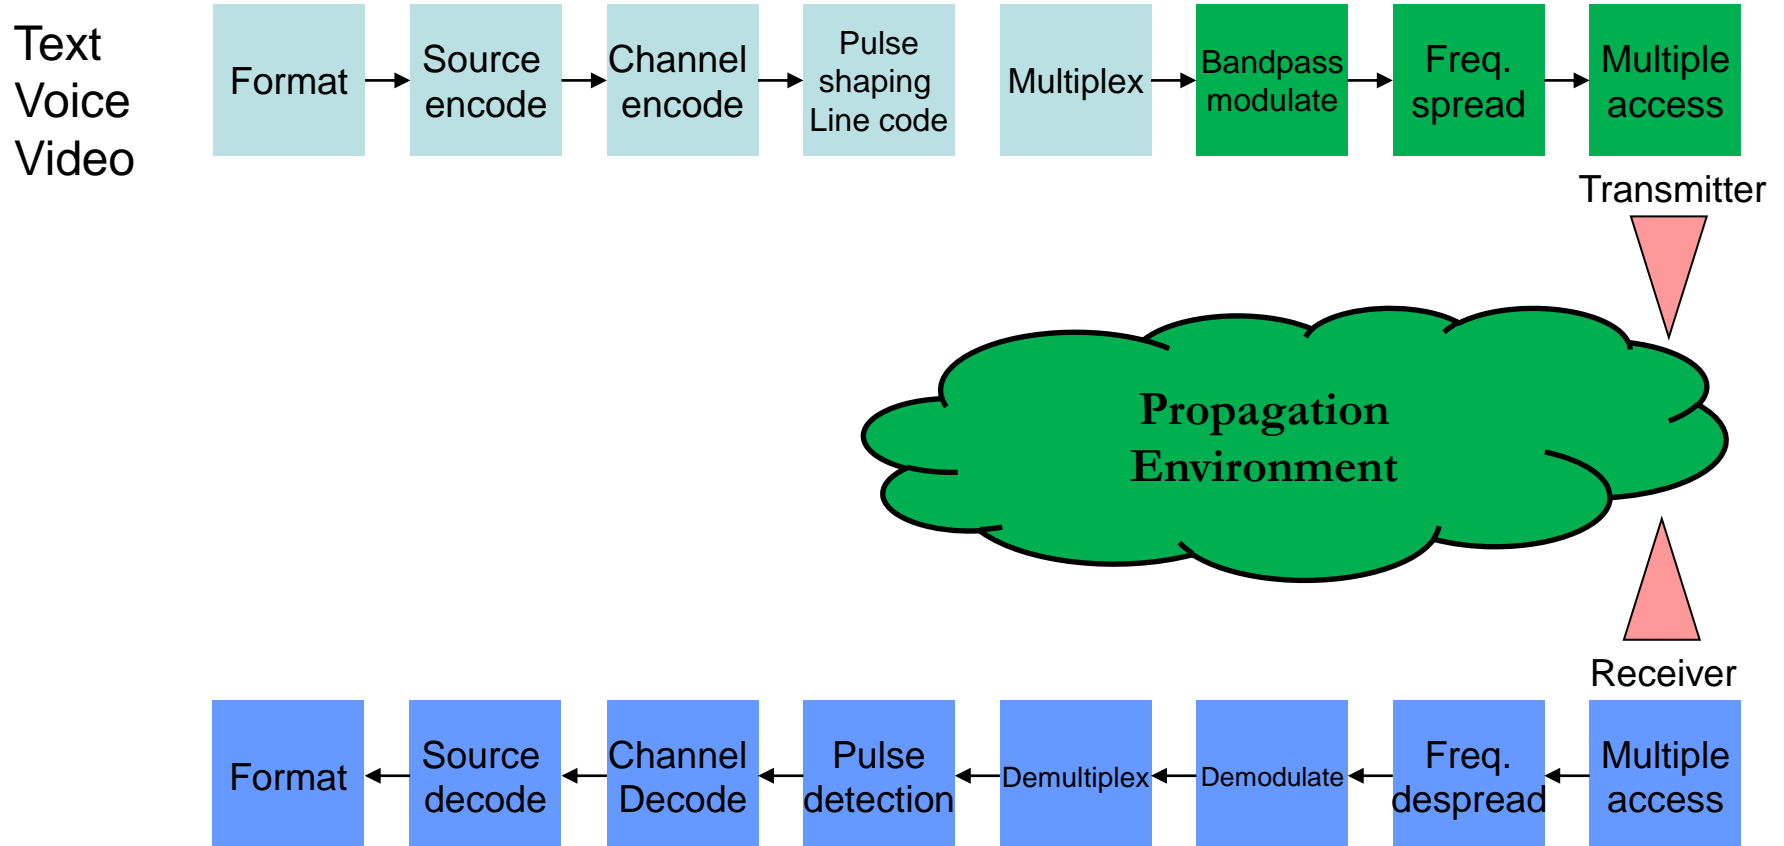 Text
Voice
Video
Format
Source
encode
Channel
encode
Pulse
shaping
Line code
Multiplex
Bandpass
modulate
Freq.
spread
Multiple
access
Transmitter
Propagation
Environment
Receiver
Format
Source
decode
Channel
Decode
Pulse
detection
Demultiplex
Demodulate
Freq.
despread
Multiple
access